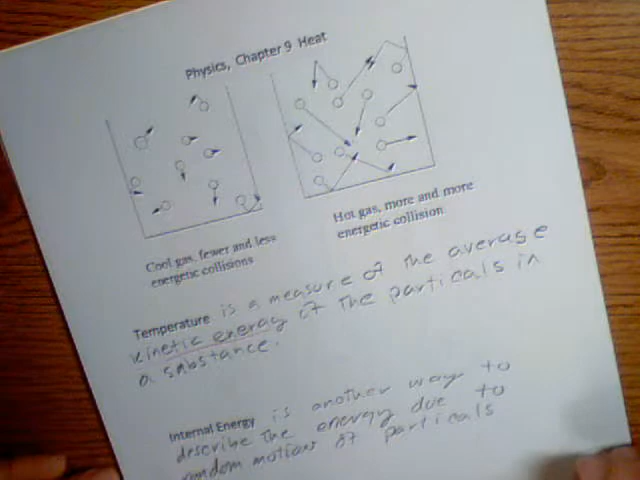 Physics, Chapter 9 Heat
Cool gas, fewer and less
energetic collisions
Hot gas, more and more
energetic collision
Temperature is a measure of the average
kinetic energy of the particals in
a substance.
Internal Energy is another way to
describe the energy due to
random motions of particals